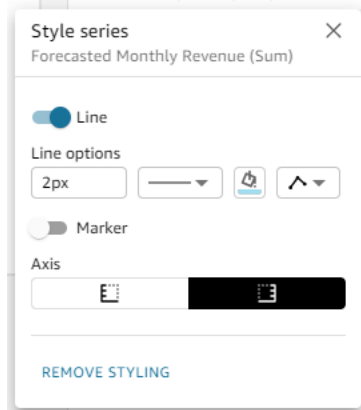 Style series
Forecasted Monthly Revenue (Sum)
Line
Line options
2px
Marker
Axis
REMOVE STYLING